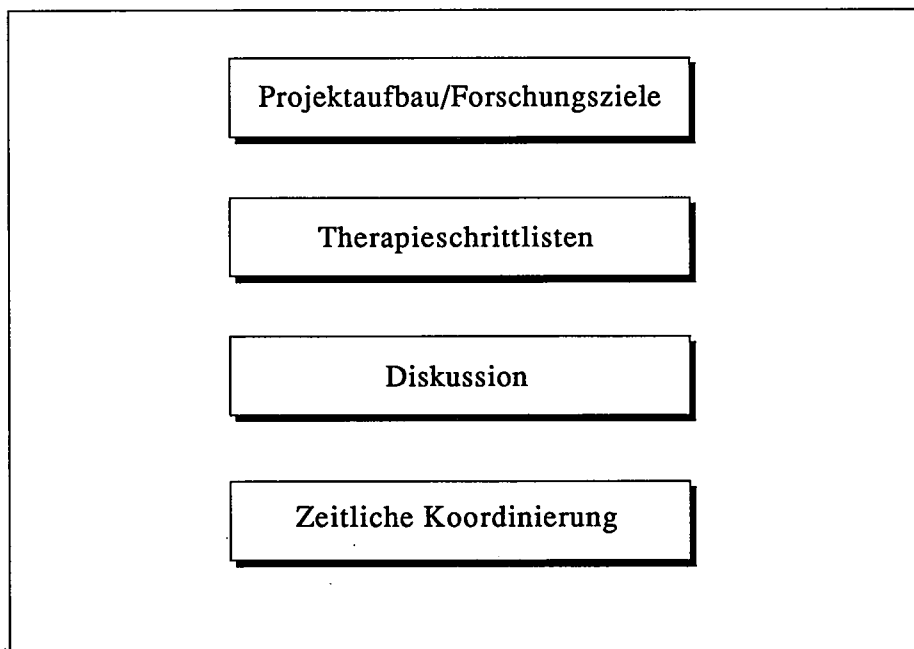 Projektaufbau/Forschungsziele
Therapieschrittlisten
Diskussion
Zeitliche Koordinierung